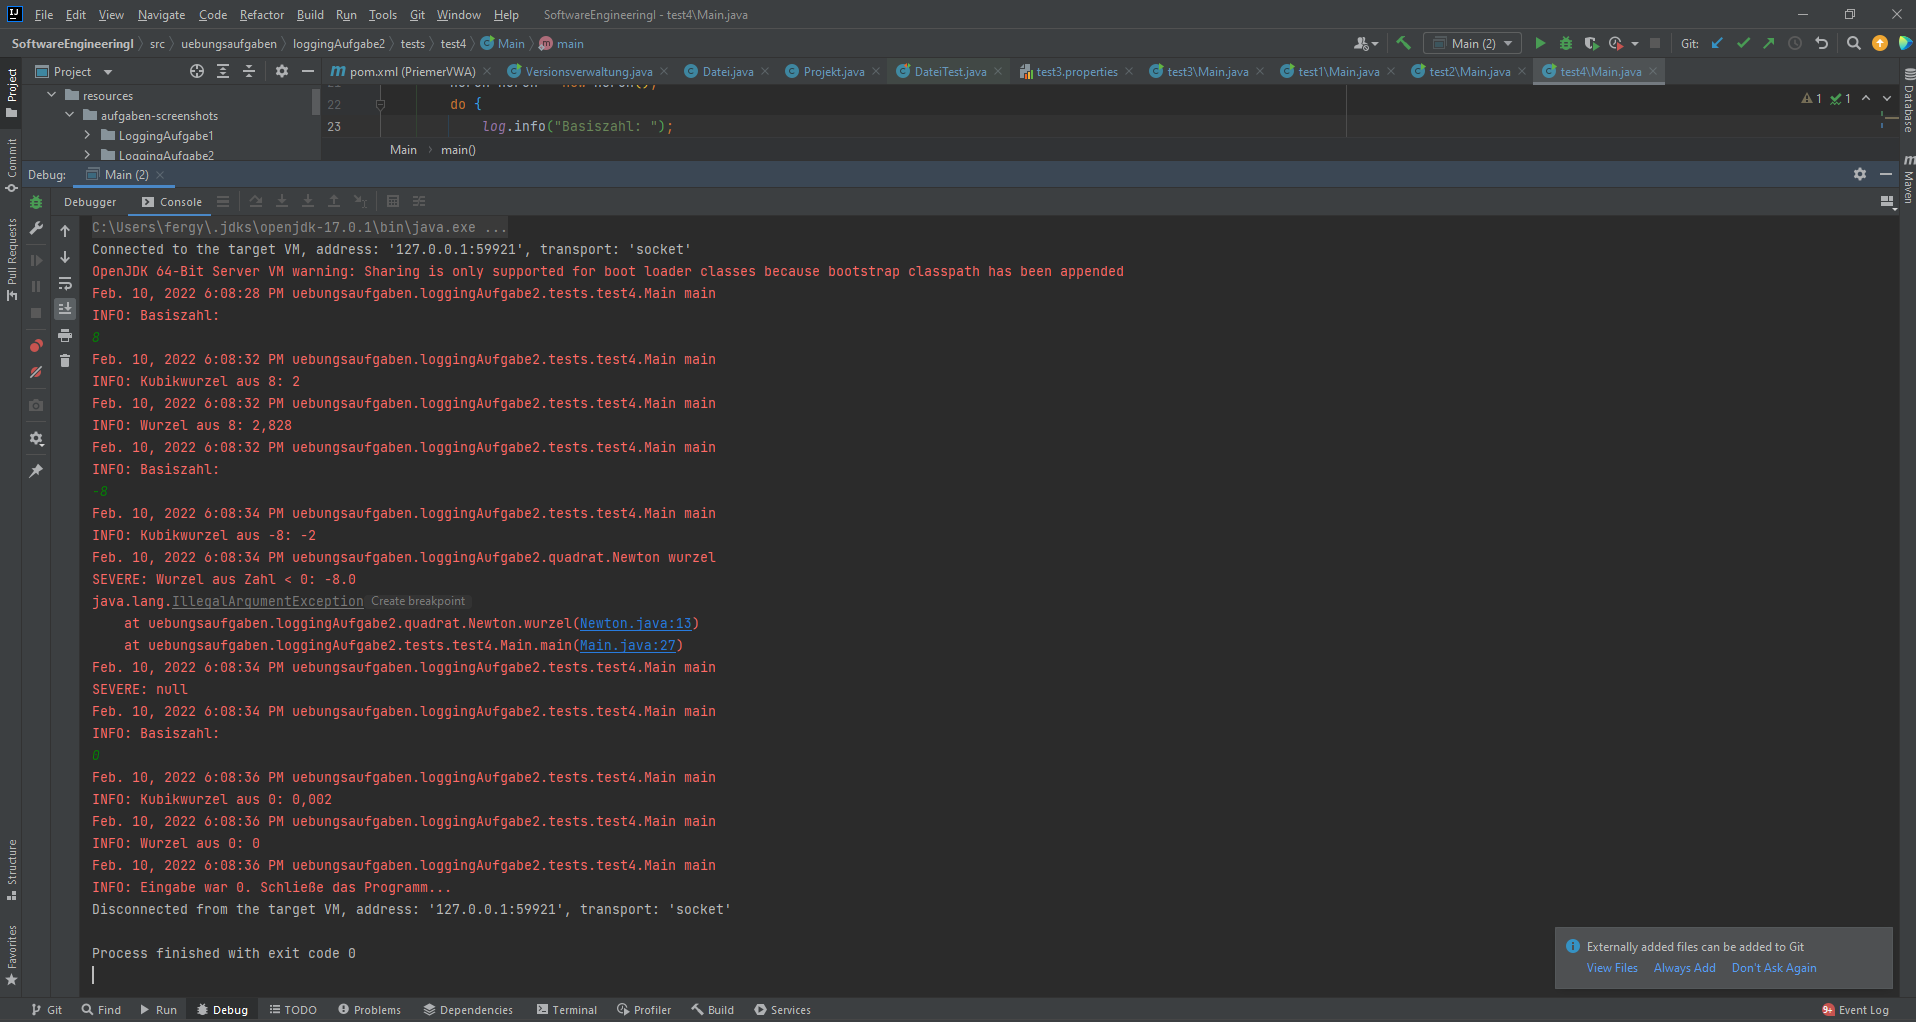 File Edit View Navigate Code Refactor Build Run Tools Git Window Help SoftwareEngineeringI - test4\Main.java
SoftwareEngineeringI src uebungsaufgaben loggingAufgabe2 tests test4 Main main Main (2) Git:
Project pom.xml (PriemerVWA) Versionsverwaltung.java Datei.java Projekt.java DateiTest.java test3.properties test3\Main.java test1\Main.java test2\Main.java test4\Main.java
resources
aufgaben-screenshots
LoggingAufgabe1
LoggingAufgabe2
22 do {
23 log.info("Basiszahl: ");
1 1
Main main()
Debug: Main (2)
Debugger Console
C:\Users\fergy\.jdks\openjdk-17.0.1\bin\java.exe ...
Connected to the target VM, address: '127.0.0.1:59921', transport: 'socket'
OpenJDK 64-Bit Server VM warning: Sharing is only supported for boot loader classes because bootstrap classpath has been appended
Feb. 10, 2022 6:08:28 PM uebungsaufgaben.loggingAufgabe2.tests.test4.Main main
INFO: Basiszahl:
8
Feb. 10, 2022 6:08:32 PM uebungsaufgaben.loggingAufgabe2.tests.test4.Main main
INFO: Kubikwurzel aus 8: 2
Feb. 10, 2022 6:08:32 PM uebungsaufgaben.loggingAufgabe2.tests.test4.Main main
INFO: Wurzel aus 8: 2,828
Feb. 10, 2022 6:08:32 PM uebungsaufgaben.loggingAufgabe2.tests.test4.Main main
INFO: Basiszahl:
-8
Feb. 10, 2022 6:08:34 PM uebungsaufgaben.loggingAufgabe2.tests.test4.Main main
INFO: Kubikwurzel aus -8: -2
Feb. 10, 2022 6:08:34 PM uebungsaufgaben.loggingAufgabe2.quadrat.Newton wurzel
SEVERE: Wurzel aus Zahl < 0: -8.0
java.lang.IllegalArgumentException Create breakpoint
at uebungsaufgaben.loggingAufgabe2.quadrat.Newton.wurzel(Newton.java:13)
at uebungsaufgaben.loggingAufgabe2.tests.test4.Main.main(Main.java:27)
Feb. 10, 2022 6:08:34 PM uebungsaufgaben.loggingAufgabe2.tests.test4.Main main
SEVERE: null
Feb. 10, 2022 6:08:34 PM uebungsaufgaben.loggingAufgabe2.tests.test4.Main main
INFO: Basiszahl:
0
Feb. 10, 2022 6:08:36 PM uebungsaufgaben.loggingAufgabe2.tests.test4.Main main
INFO: Kubikwurzel aus 0: 0,002
Feb. 10, 2022 6:08:36 PM uebungsaufgaben.loggingAufgabe2.tests.test4.Main main
INFO: Wurzel aus 0: 0
Feb. 10, 2022 6:08:36 PM uebungsaufgaben.loggingAufgabe2.tests.test4.Main main
INFO: Eingabe war 0. Schließe das Programm...
Disconnected from the target VM, address: '127.0.0.1:59921', transport: 'socket'
Process finished with exit code 0
Externally added files can be added to Git
View Files Always Add Don't Ask Again
Project
Commit
Pull Requests
Structure
Favorites
Database
Maven
Git Find Run Debug TODO Problems Dependencies Terminal Profiler Build Services 9+ Event Log